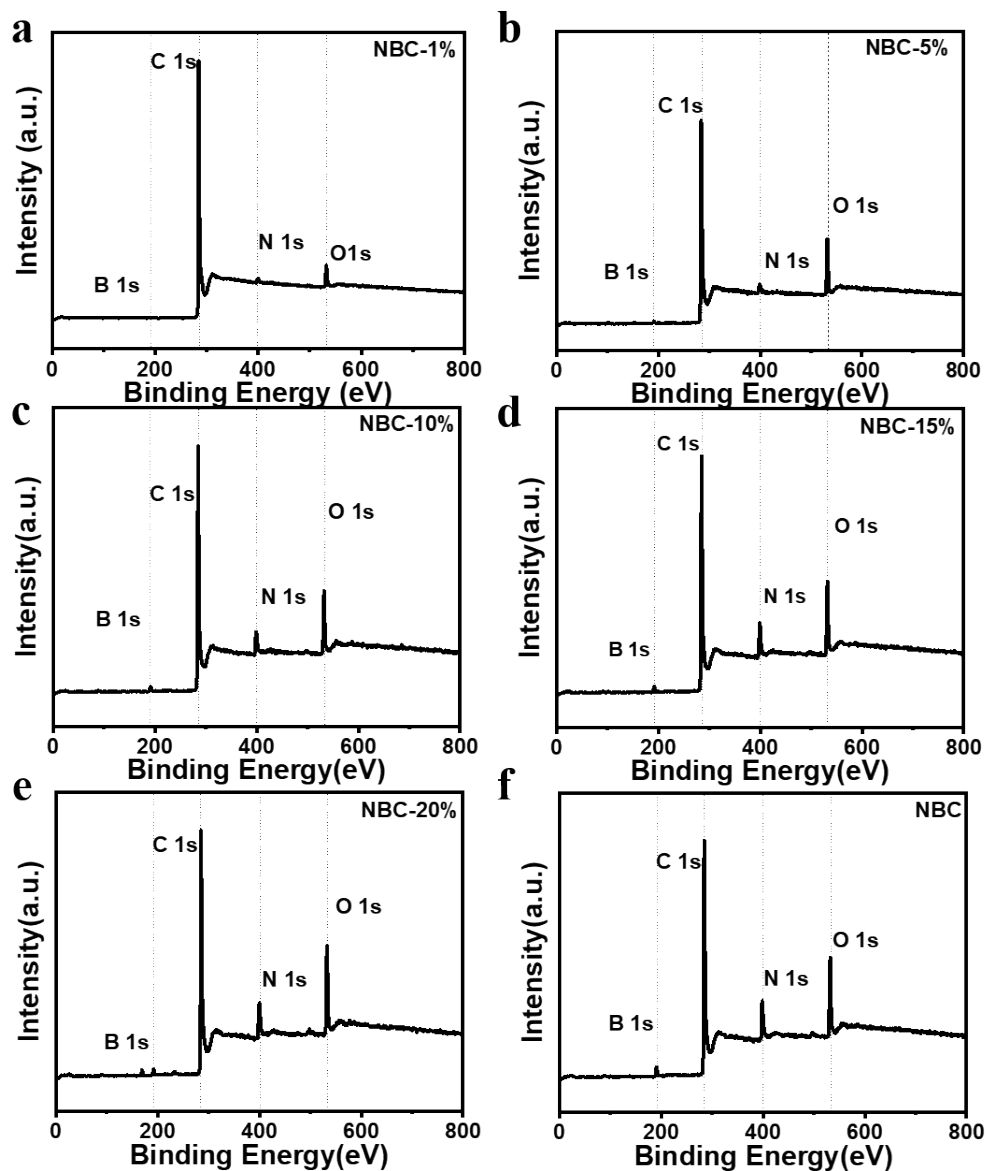 a
NBC-1%
C 1s
N 1s
O1s
B 1s
Intensity (a.u.)
0 200 400 600 800
Binding Energy (eV)
b
NBC-5%
C 1s
O 1s
N 1s
B 1s
Intensity(a.u.)
0 200 400 600 800
Binding Energy(eV)
c
NBC-10%
C 1s
O 1s
N 1s
B 1s
Intensity(a.u.)
0 200 400 600 800
Binding Energy(eV)
d
NBC-15%
C 1s
O 1s
N 1s
B 1s
Intensity(a.u.)
0 200 400 600 800
Binding Energy(eV)
e
NBC-20%
C 1s
O 1s
N 1s
B 1s
Intensity(a.u.)
0 200 400 600 800
Binding Energy(eV)
f
NBC
C 1s
O 1s
N 1s
B 1s
Intensity(a.u.)
0 200 400 600 800
Binding Energy(eV)